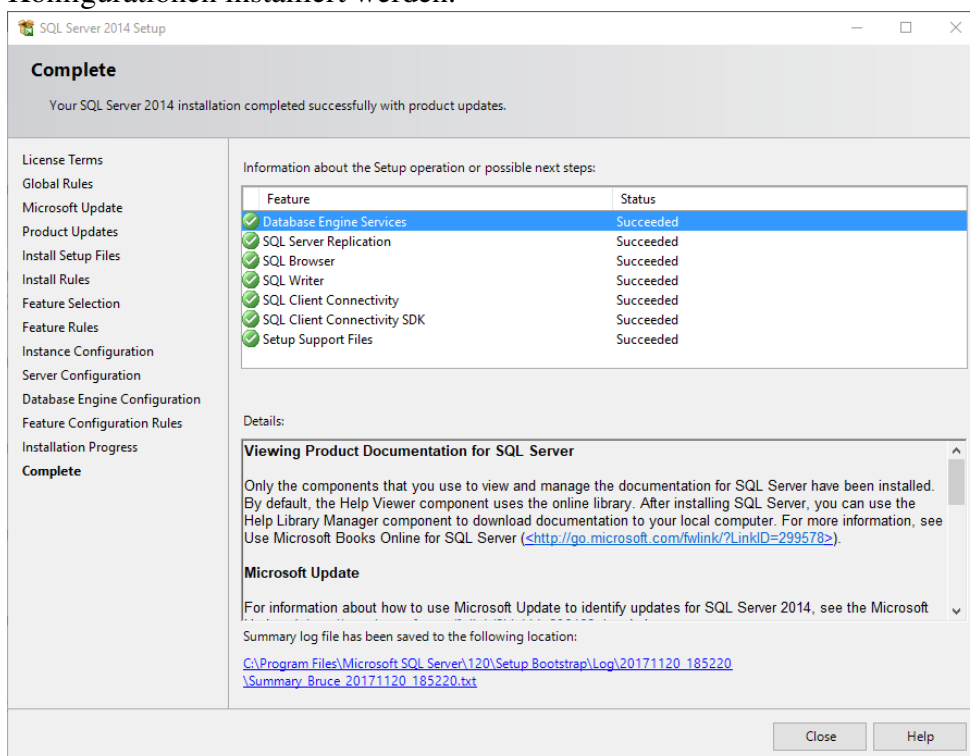 Konfigurationen installiert werden.
SQL Server 2014 Setup
Complete
Your SQL Server 2014 installation completed successfully with product updates.
License Terms
Global Rules
Microsoft Update
Product Updates
Install Setup Files
Install Rules
Feature Selection
Feature Rules
Instance Configuration
Server Configuration
Database Engine Configuration
Feature Configuration Rules
Installation Progress
Complete
Information about the Setup operation or possible next steps:
Feature Status
Database Engine Services Succeeded
SQL Server Replication Succeeded
SQL Browser Succeeded
SQL Writer Succeeded
SQL Client Connectivity Succeeded
SQL Client Connectivity SDK Succeeded
Setup Support Files Succeeded
Details:
Viewing Product Documentation for SQL Server
Only the components that you use to view and manage the documentation for SQL Server have been installed.
By default, the Help Viewer component uses the online library. After installing SQL Server, you can use the
Help Library Manager component to download documentation to your local computer. For more information, see
Use Microsoft Books Online for SQL Server (<http://go.microsoft.com/fwlink/?LinkID=299578>).
Microsoft Update
For information about how to use Microsoft Update to identify updates for SQL Server 2014, see the Microsoft
Summary log file has been saved to the following location:
C:\Program Files\Microsoft SQL Server\120\Setup Bootstrap\Log\20171120_185220
\Summary_Bruce_20171120_185220.txt
Close Help